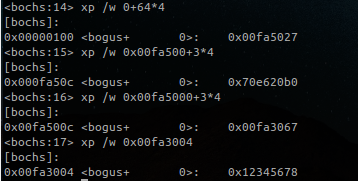 <bochs:14> xp /w 0+64*4
[bochs]:
0x00000100 <bogus+       0>:    0x00fa5027
<bochs:15> xp /w 0x00fa500+3*4
[bochs]:
0x000fa50c <bogus+       0>:    0x70e620b0
<bochs:16> xp /w 0x00fa5000+3*4
[bochs]:
0x00fa500c <bogus+       0>:    0x00fa3067
<bochs:17> xp /w 0x00fa3004
[bochs]:
0x00fa3004 <bogus+       0>:    0x12345678